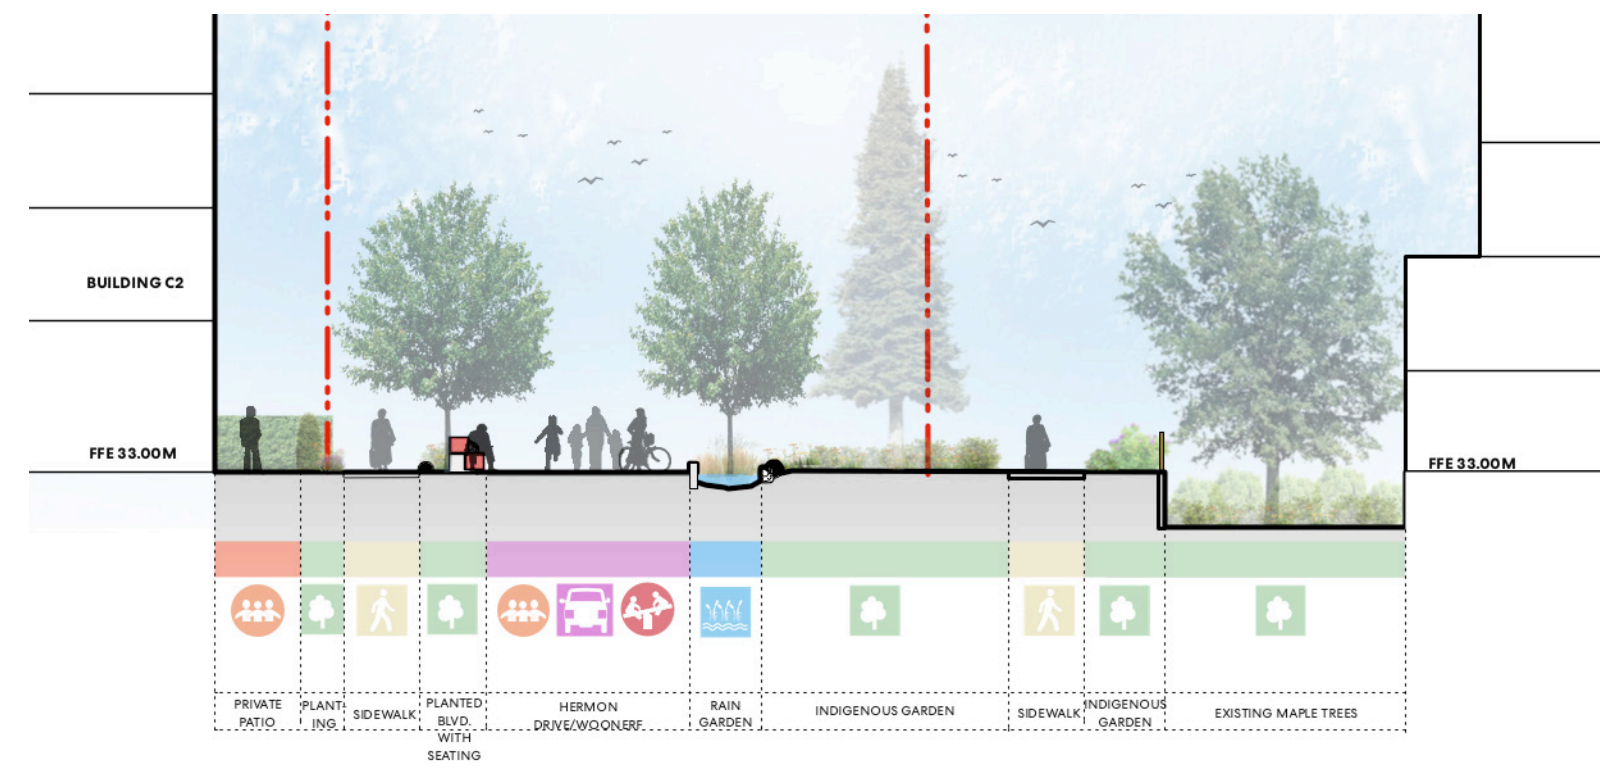 BUILDING C2
FFE 33.00M
FFE 33.00M
PRIVATE
PATIO
PLANT-
ING
SIDEWALK
PLANTED
BLVD.
WITH
SEATING
HERMON
DRIVE/WOONERF
RAIN
GARDEN
INDIGENOUS GARDEN
SIDEWALK
INDIGENOUS
GARDEN
EXISTING MAPLE TREES